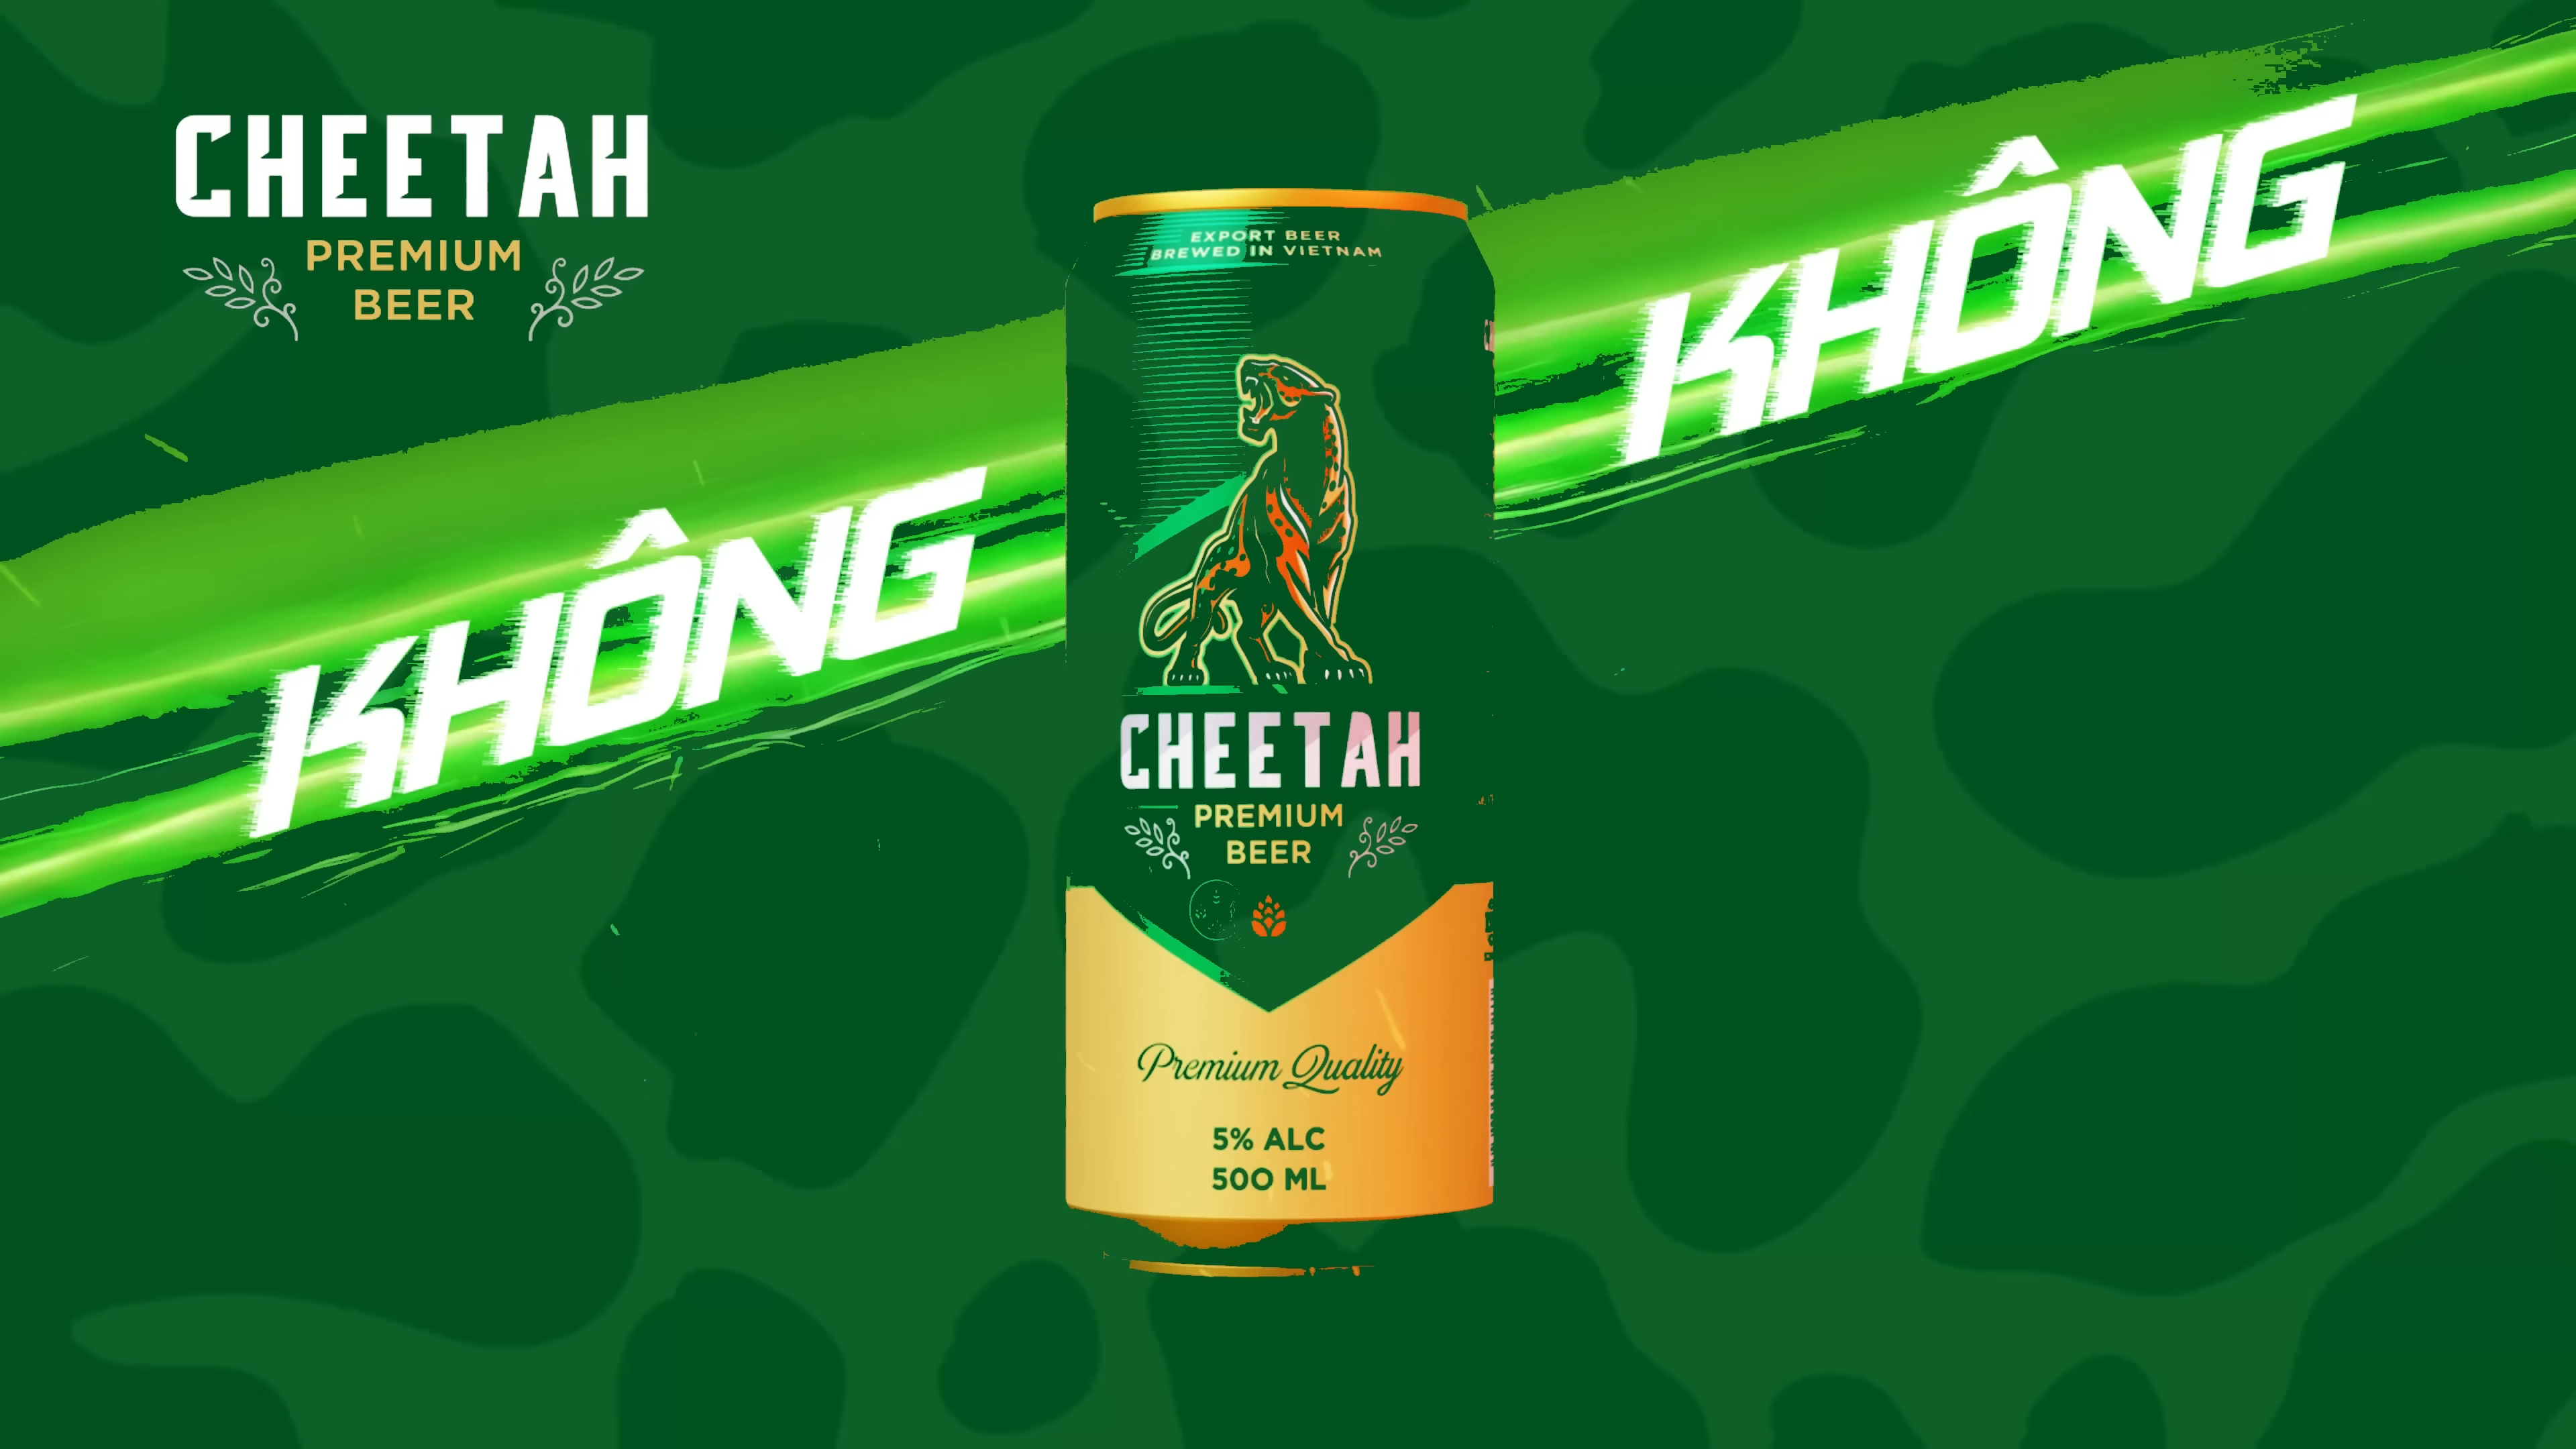 CHEETAH
PREMIUM
BEER
KHÔNG
KHÔNG
EXPORT BEER
BREWED IN VIETNAM
CHEETAH
PREMIUM
BEER
Premium Quality
5% ALC
500 ML